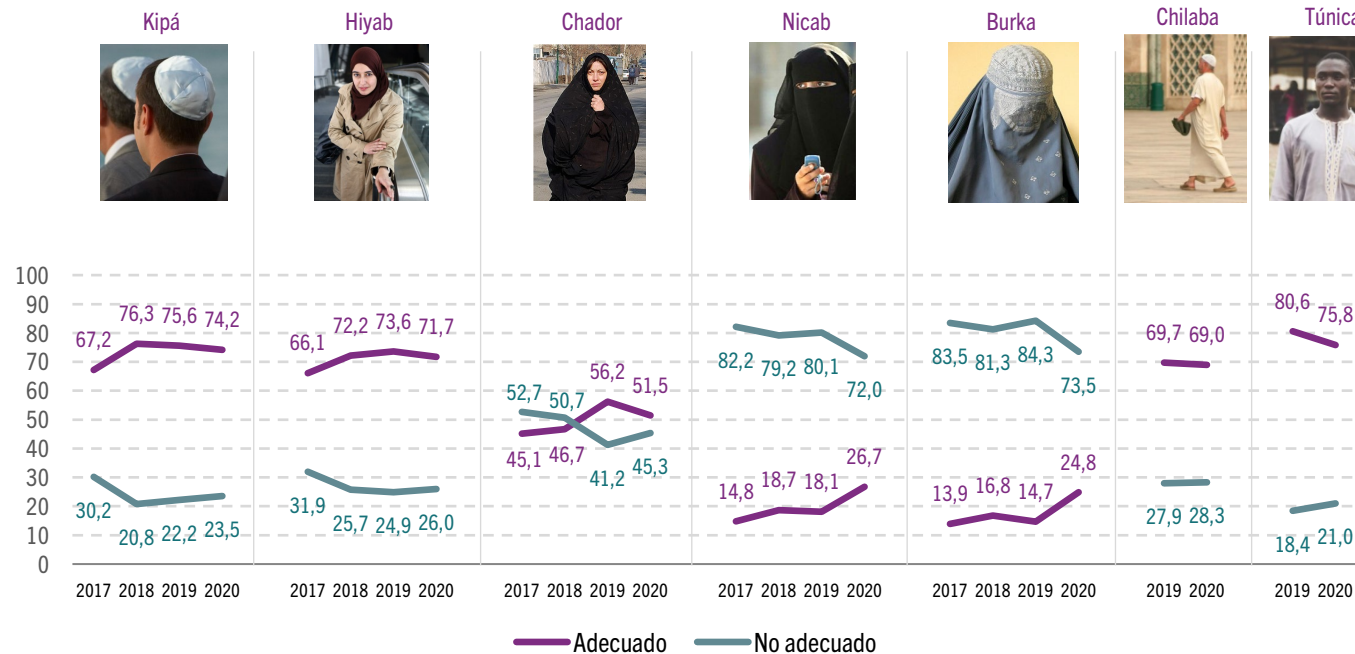 Kipá
Hiyab
Chador
Nicab
Burka
Chilaba
Túnica
100
90
80
70
60
50
40
30
20
10
0
67,2 76,3 75,6 74,2
30,2 20,8 22,2 23,5
66,1 72,2 73,6 71,7
31,9 25,7 24,9 26,0
52,7 50,7 41,2 45,3
45,1 46,7 56,2 51,5
82,2 79,2 80,1 72,0
14,8 18,7 18,1 26,7
83,5 81,3 84,3 73,5
13,9 16,8 14,7 24,8
69,7 69,0
27,9 28,3
80,6 75,8
18,4 21,0
2017 2018 2019 2020
2017 2018 2019 2020
2017 2018 2019 2020
2017 2018 2019 2020
2017 2018 2019 2020
2019 2020
2019 2020
Adecuado
No adecuado